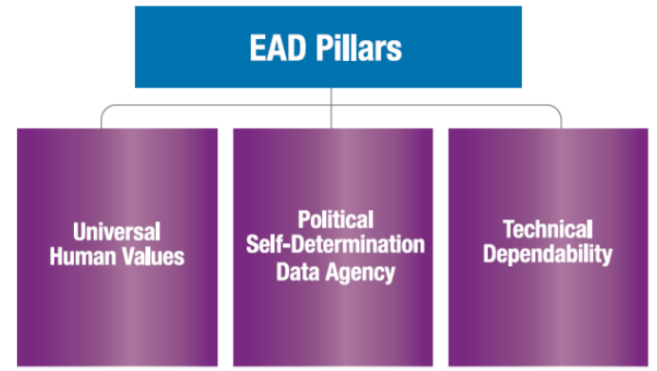 EAD Pillars
Universal
Human Values
Political
Self-Determination
Data Agency
Technical
Dependability